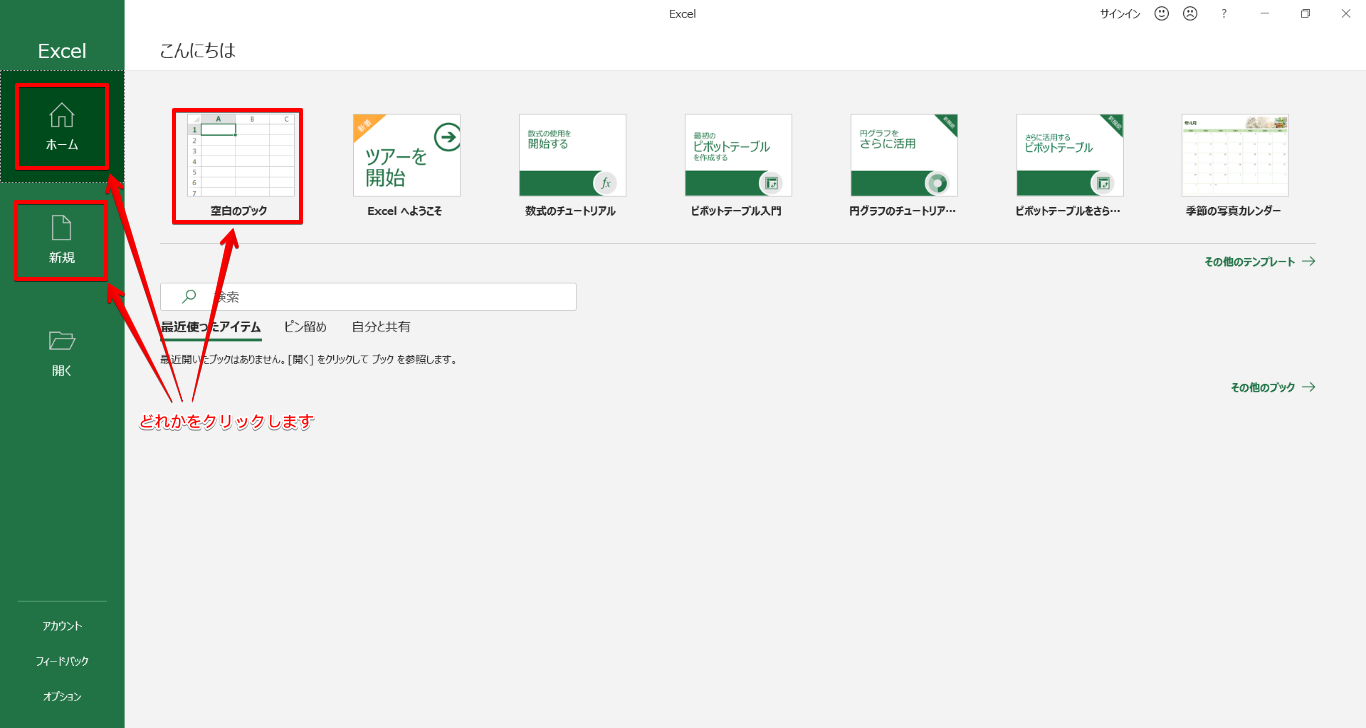 Excel
サインイン
?
Excel
こんにちは
ホーム
新規
開く
A B C
1
2
3
4
5
6
7
空白のブック
新着
ツアーを
開始
Excel へようこそ
数式の使用を
開始する
fx
数式のチュートリアル
最初の
ピボットテーブル
を作成する
ピボットテーブル入門
円グラフを
さらに活用
円グラフのチュートリア…
さらに活用する
ピボットテーブル
ピボットテーブルをさら…
季節の写真カレンダー
その他のテンプレート
検索
最近使ったアイテム ピン留め 自分と共有
最近開いたブックはありません。[開く] をクリックして ブック を参照します。
その他のブック
どれかをクリックします
アカウント
フィードバック
オプション